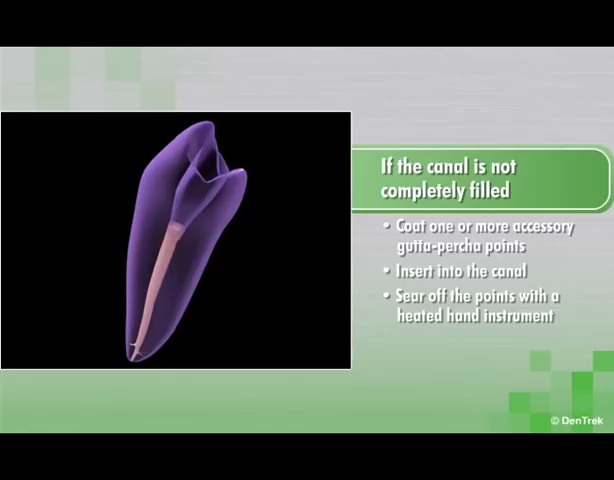 If the canal is not
completely filled
• Coat one or more accessory
gutta-percha points
• Insert into the canal
• Sear off the points with a
heated hand instrument
© DenTrek